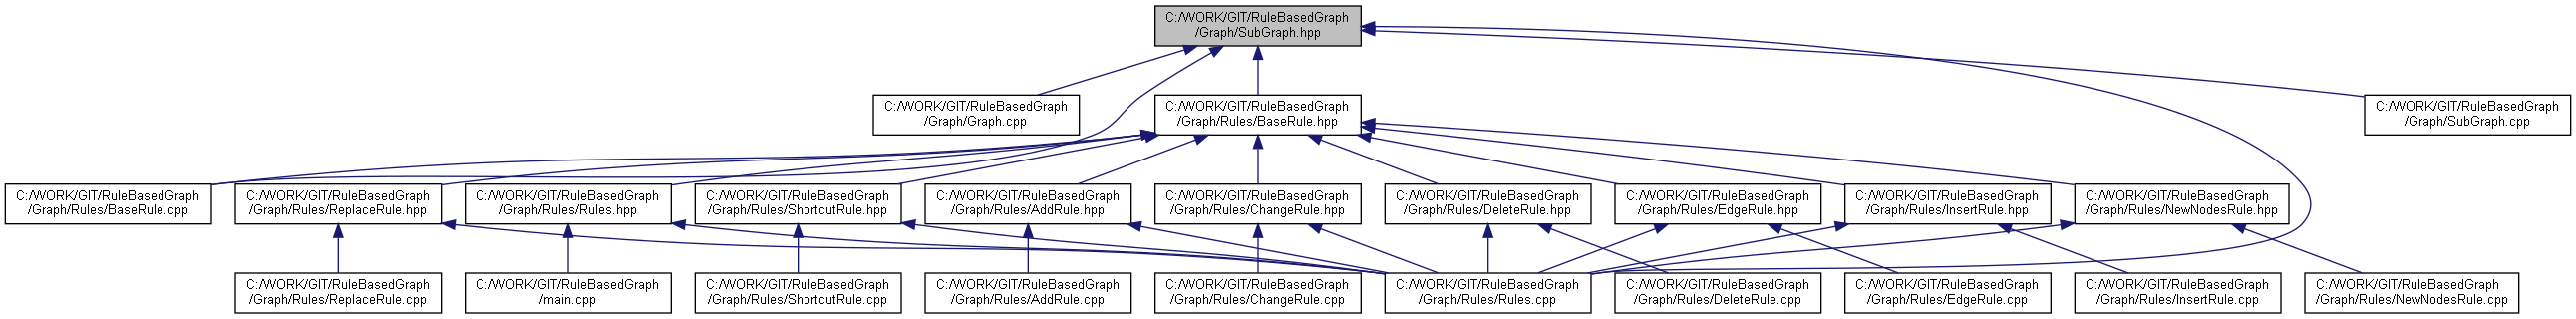 C:/WORK/GIT/RuleBasedGraph
/Graph/SubGraph.hpp
C:/WORK/GIT/RuleBasedGraph
/Graph/Graph.cpp
C:/WORK/GIT/RuleBasedGraph
/Graph/Rules/BaseRule.hpp
C:/WORK/GIT/RuleBasedGraph
/Graph/SubGraph.cpp
C:/WORK/GIT/RuleBasedGraph
/Graph/Rules/BaseRule.cpp
C:/WORK/GIT/RuleBasedGraph
/Graph/Rules/ReplaceRule.hpp
C:/WORK/GIT/RuleBasedGraph
/Graph/Rules/Rules.hpp
C:/WORK/GIT/RuleBasedGraph
/Graph/Rules/ShortcutRule.hpp
C:/WORK/GIT/RuleBasedGraph
/Graph/Rules/AddRule.hpp
C:/WORK/GIT/RuleBasedGraph
/Graph/Rules/ChangeRule.hpp
C:/WORK/GIT/RuleBasedGraph
/Graph/Rules/DeleteRule.hpp
C:/WORK/GIT/RuleBasedGraph
/Graph/Rules/EdgeRule.hpp
C:/WORK/GIT/RuleBasedGraph
/Graph/Rules/InsertRule.hpp
C:/WORK/GIT/RuleBasedGraph
/Graph/Rules/NewNodesRule.hpp
C:/WORK/GIT/RuleBasedGraph
/Graph/Rules/ReplaceRule.cpp
C:/WORK/GIT/RuleBasedGraph
/main.cpp
C:/WORK/GIT/RuleBasedGraph
/Graph/Rules/ShortcutRule.cpp
C:/WORK/GIT/RuleBasedGraph
/Graph/Rules/AddRule.cpp
C:/WORK/GIT/RuleBasedGraph
/Graph/Rules/ChangeRule.cpp
C:/WORK/GIT/RuleBasedGraph
/Graph/Rules/Rules.cpp
C:/WORK/GIT/RuleBasedGraph
/Graph/Rules/DeleteRule.cpp
C:/WORK/GIT/RuleBasedGraph
/Graph/Rules/EdgeRule.cpp
C:/WORK/GIT/RuleBasedGraph
/Graph/Rules/InsertRule.cpp
C:/WORK/GIT/RuleBasedGraph
/Graph/Rules/NewNodesRule.cpp